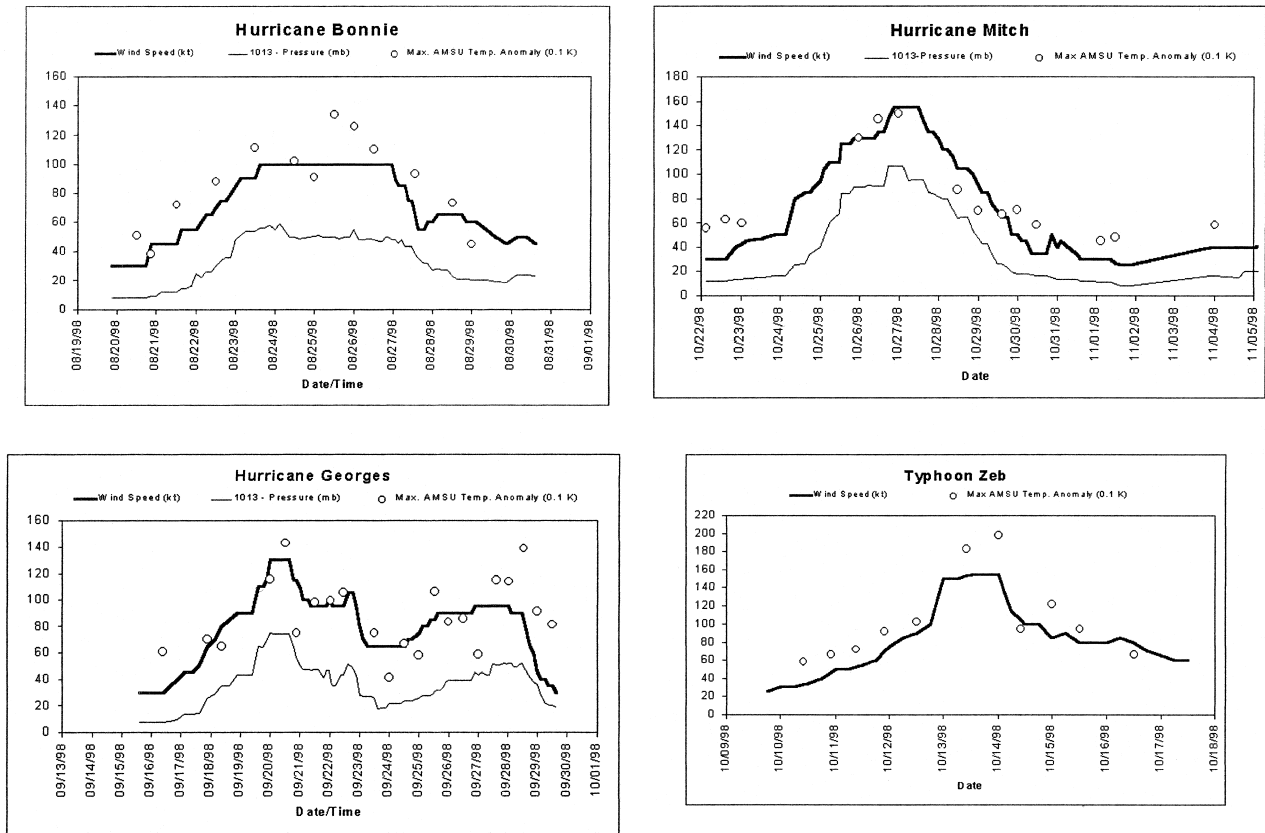 Hurricane Bonnie
Wind Speed (kt) 1013 - Pressure (mb) Max. AMSU Temp. Anomaly (0.1 K)
160
140
120
100
80
60
40
20
0
08/19/98 08/20/98 08/21/98 08/22/98 08/23/98 08/24/98 08/25/98 08/26/98 08/27/98 08/28/98 08/29/98 08/30/98 08/31/98 09/01/98
Date/Time
Hurricane Mitch
Wind Speed (kt) 1013-Pressure (mb) Max AMSU Temp. Anomaly (0.1 K)
180
160
140
120
100
80
60
40
20
0
10/22/98 10/23/98 10/24/98 10/25/98 10/26/98 10/27/98 10/28/98 10/29/98 10/30/98 10/31/98 11/01/98 11/02/98 11/03/98 11/04/98 11/05/98
Date
Hurricane Georges
Wind Speed (kt) 1013 - Pressure (mb) Max. AMSU Temp. Anomaly (0.1 K)
160
140
120
100
80
60
40
20
0
09/13/98 09/14/98 09/15/98 09/16/98 09/17/98 09/18/98 09/19/98 09/20/98 09/21/98 09/22/98 09/23/98 09/24/98 09/25/98 09/26/98 09/27/98 09/28/98 09/29/98 09/30/98 10/01/98
Date/Time
Typhoon Zeb
Wind Speed (kt) Max AMSU Temp. Anomaly (0.1 K)
220
200
180
160
140
120
100
80
60
40
20
0
10/09/98 10/10/98 10/11/98 10/12/98 10/13/98 10/14/98 10/15/98 10/16/98 10/17/98 10/18/98
Date